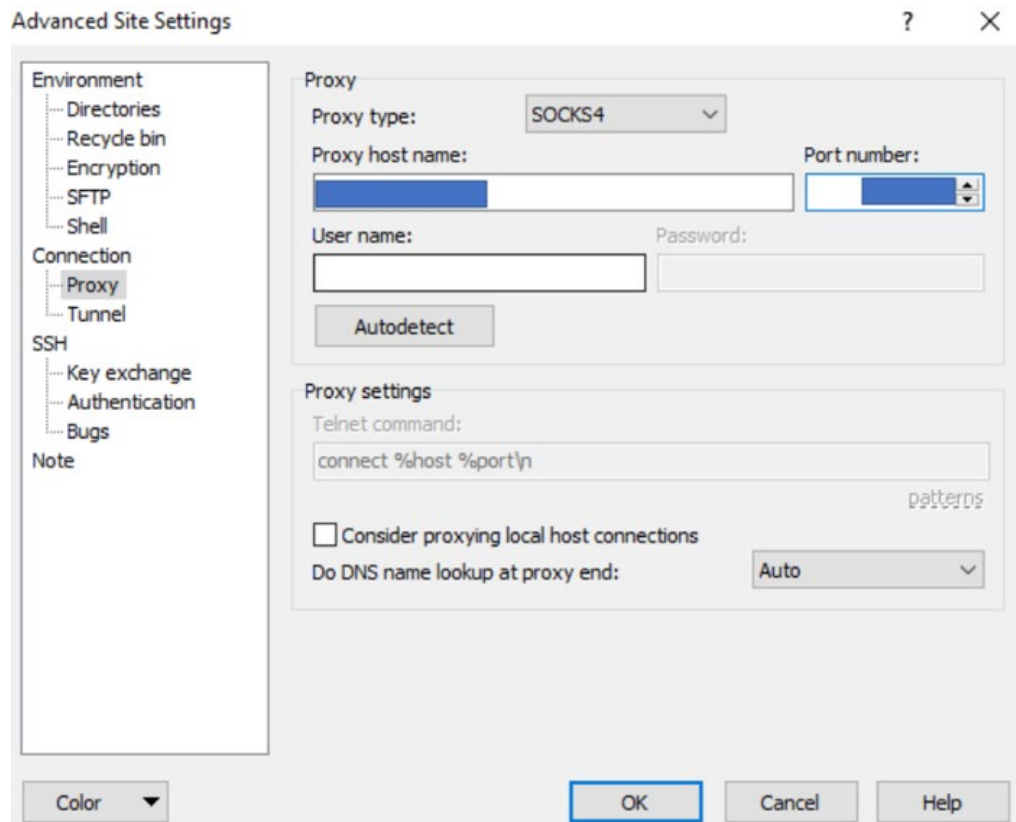 Advanced Site Settings
?
Environment
Directories
Recycle bin
Encryption
SFTP
Shell
Connection
Proxy
Tunnel
SSH
Key exchange
Authentication
Bugs
Note
Proxy
Proxy type: SOCKS4
Proxy host name: Port number:
User name: Password:
Autodetect
Proxy settings
Telnet command:
connect %host %port\n
patterns
Consider proxying local host connections
Do DNS name lookup at proxy end: Auto
Color OK Cancel Help